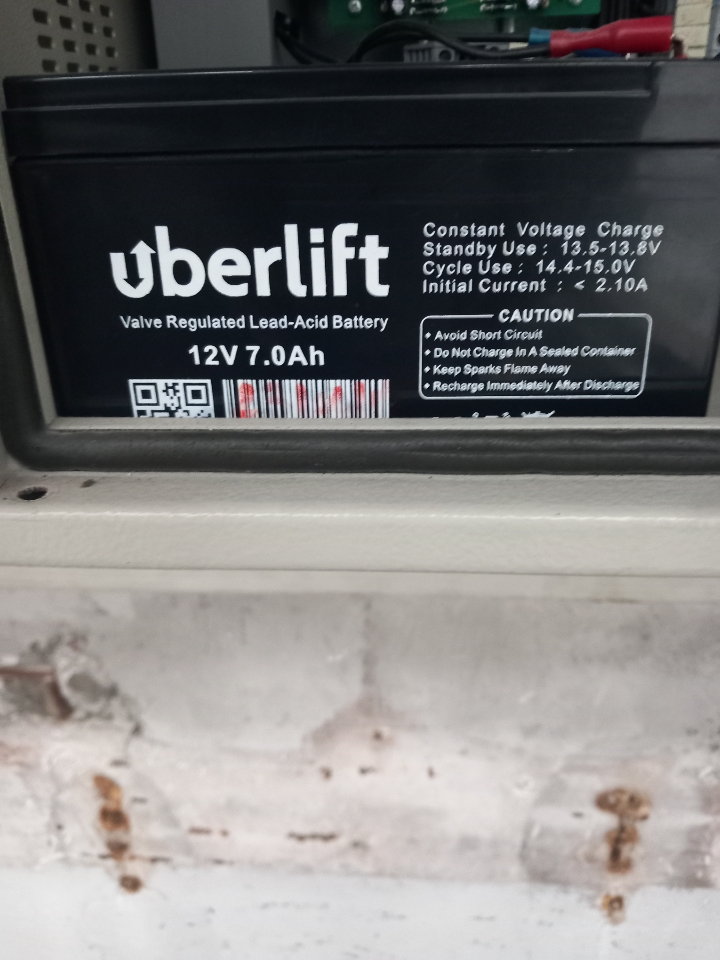 uberlift
Valve Regulated Lead-Acid Battery
12V 7.0Ah
Constant Voltage Charge
Standby Use : 13.5-13.8V
Cycle Use : 14.4-15.0V
Initial Current : < 2.10A
CAUTION
• Avoid Short Circuit
• Do Not Charge In A Sealed Container
• Keep Sparks Flame Away
• Recharge Immediately After Discharge